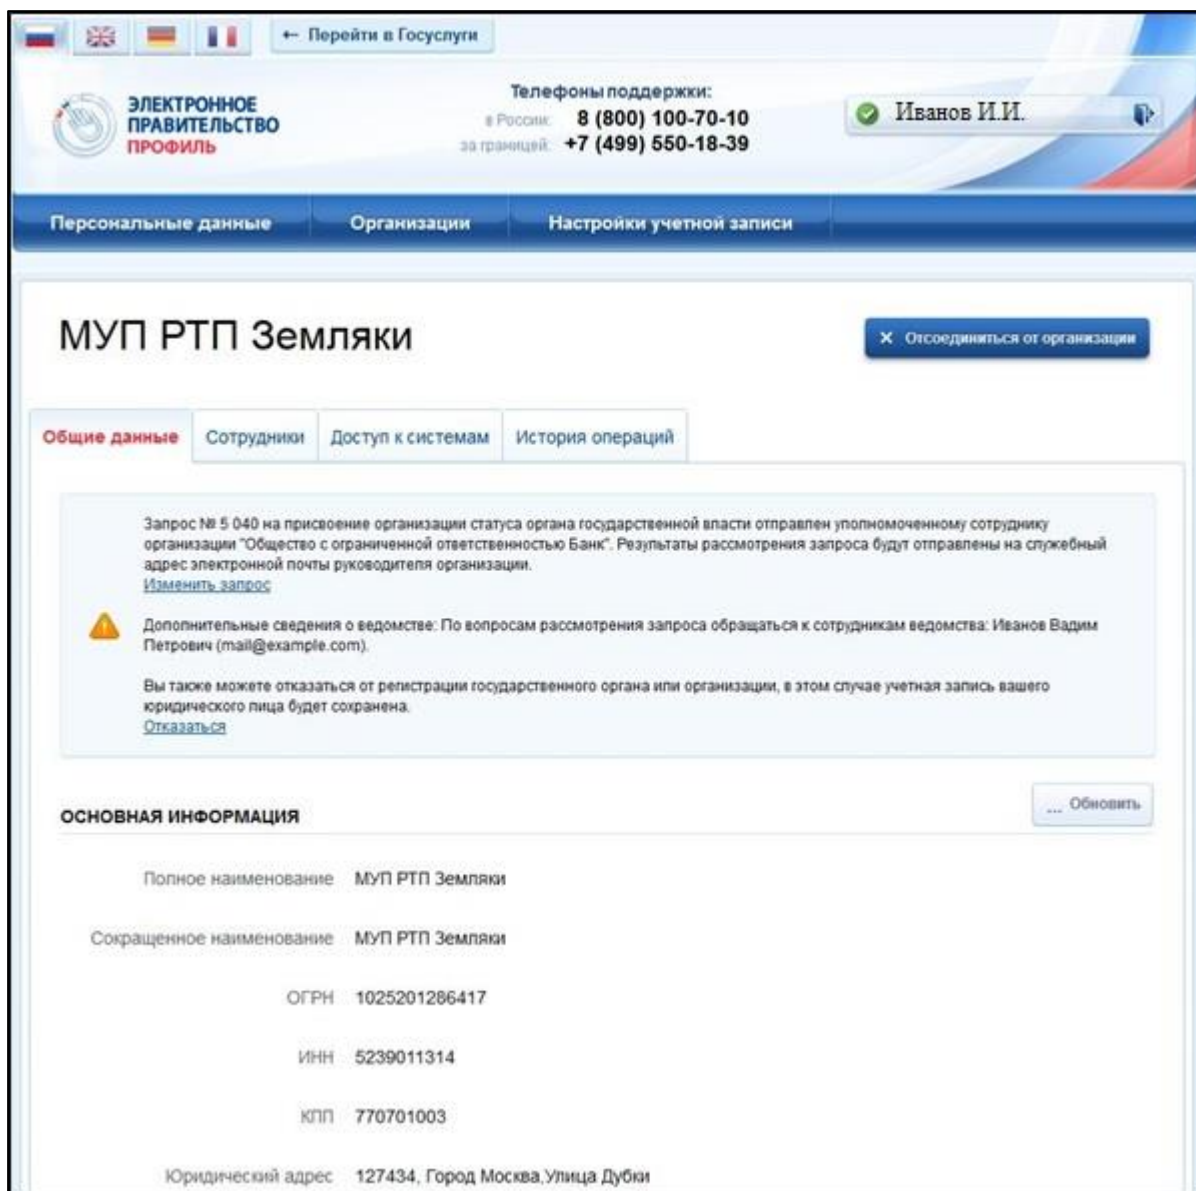 ← Перейти в Госуслуги
ЭЛЕКТРОННОЕ
ПРАВИТЕЛЬСТВО
ПРОФИЛЬ
Телефоны поддержки:
в России: 8 (800) 100-70-10
за границей: +7 (499) 550-18-39
Иванов И.И.
Персональные данные Организации Настройки учетной записи
МУП РТП Земляки
× Отсоединиться от организации
Общие данные Сотрудники Доступ к системам История операций
Запрос № 5 040 на присвоение организации статуса органа государственной власти отправлен уполномоченному сотруднику
организации "Общество с ограниченной ответственностью Банк". Результаты рассмотрения запроса будут отправлены на служебный
адрес электронной почты руководителя организации.
Изменить запрос
Дополнительные сведения о ведомстве: По вопросам рассмотрения запроса обращаться к сотрудникам ведомства: Иванов Вадим
Петрович (mail@example.com).
Вы также можете отказаться от регистрации государственного органа или организации, в этом случае учетная запись вашего
юридического лица будет сохранена.
Отказаться
ОСНОВНАЯ ИНФОРМАЦИЯ
... Обновить
Полное наименование МУП РТП Земляки
Сокращенное наименование МУП РТП Земляки
ОГРН 1025201286417
ИНН 5239011314
КПП 770701003
Юридический адрес 127434, Город Москва,Улица Дубки